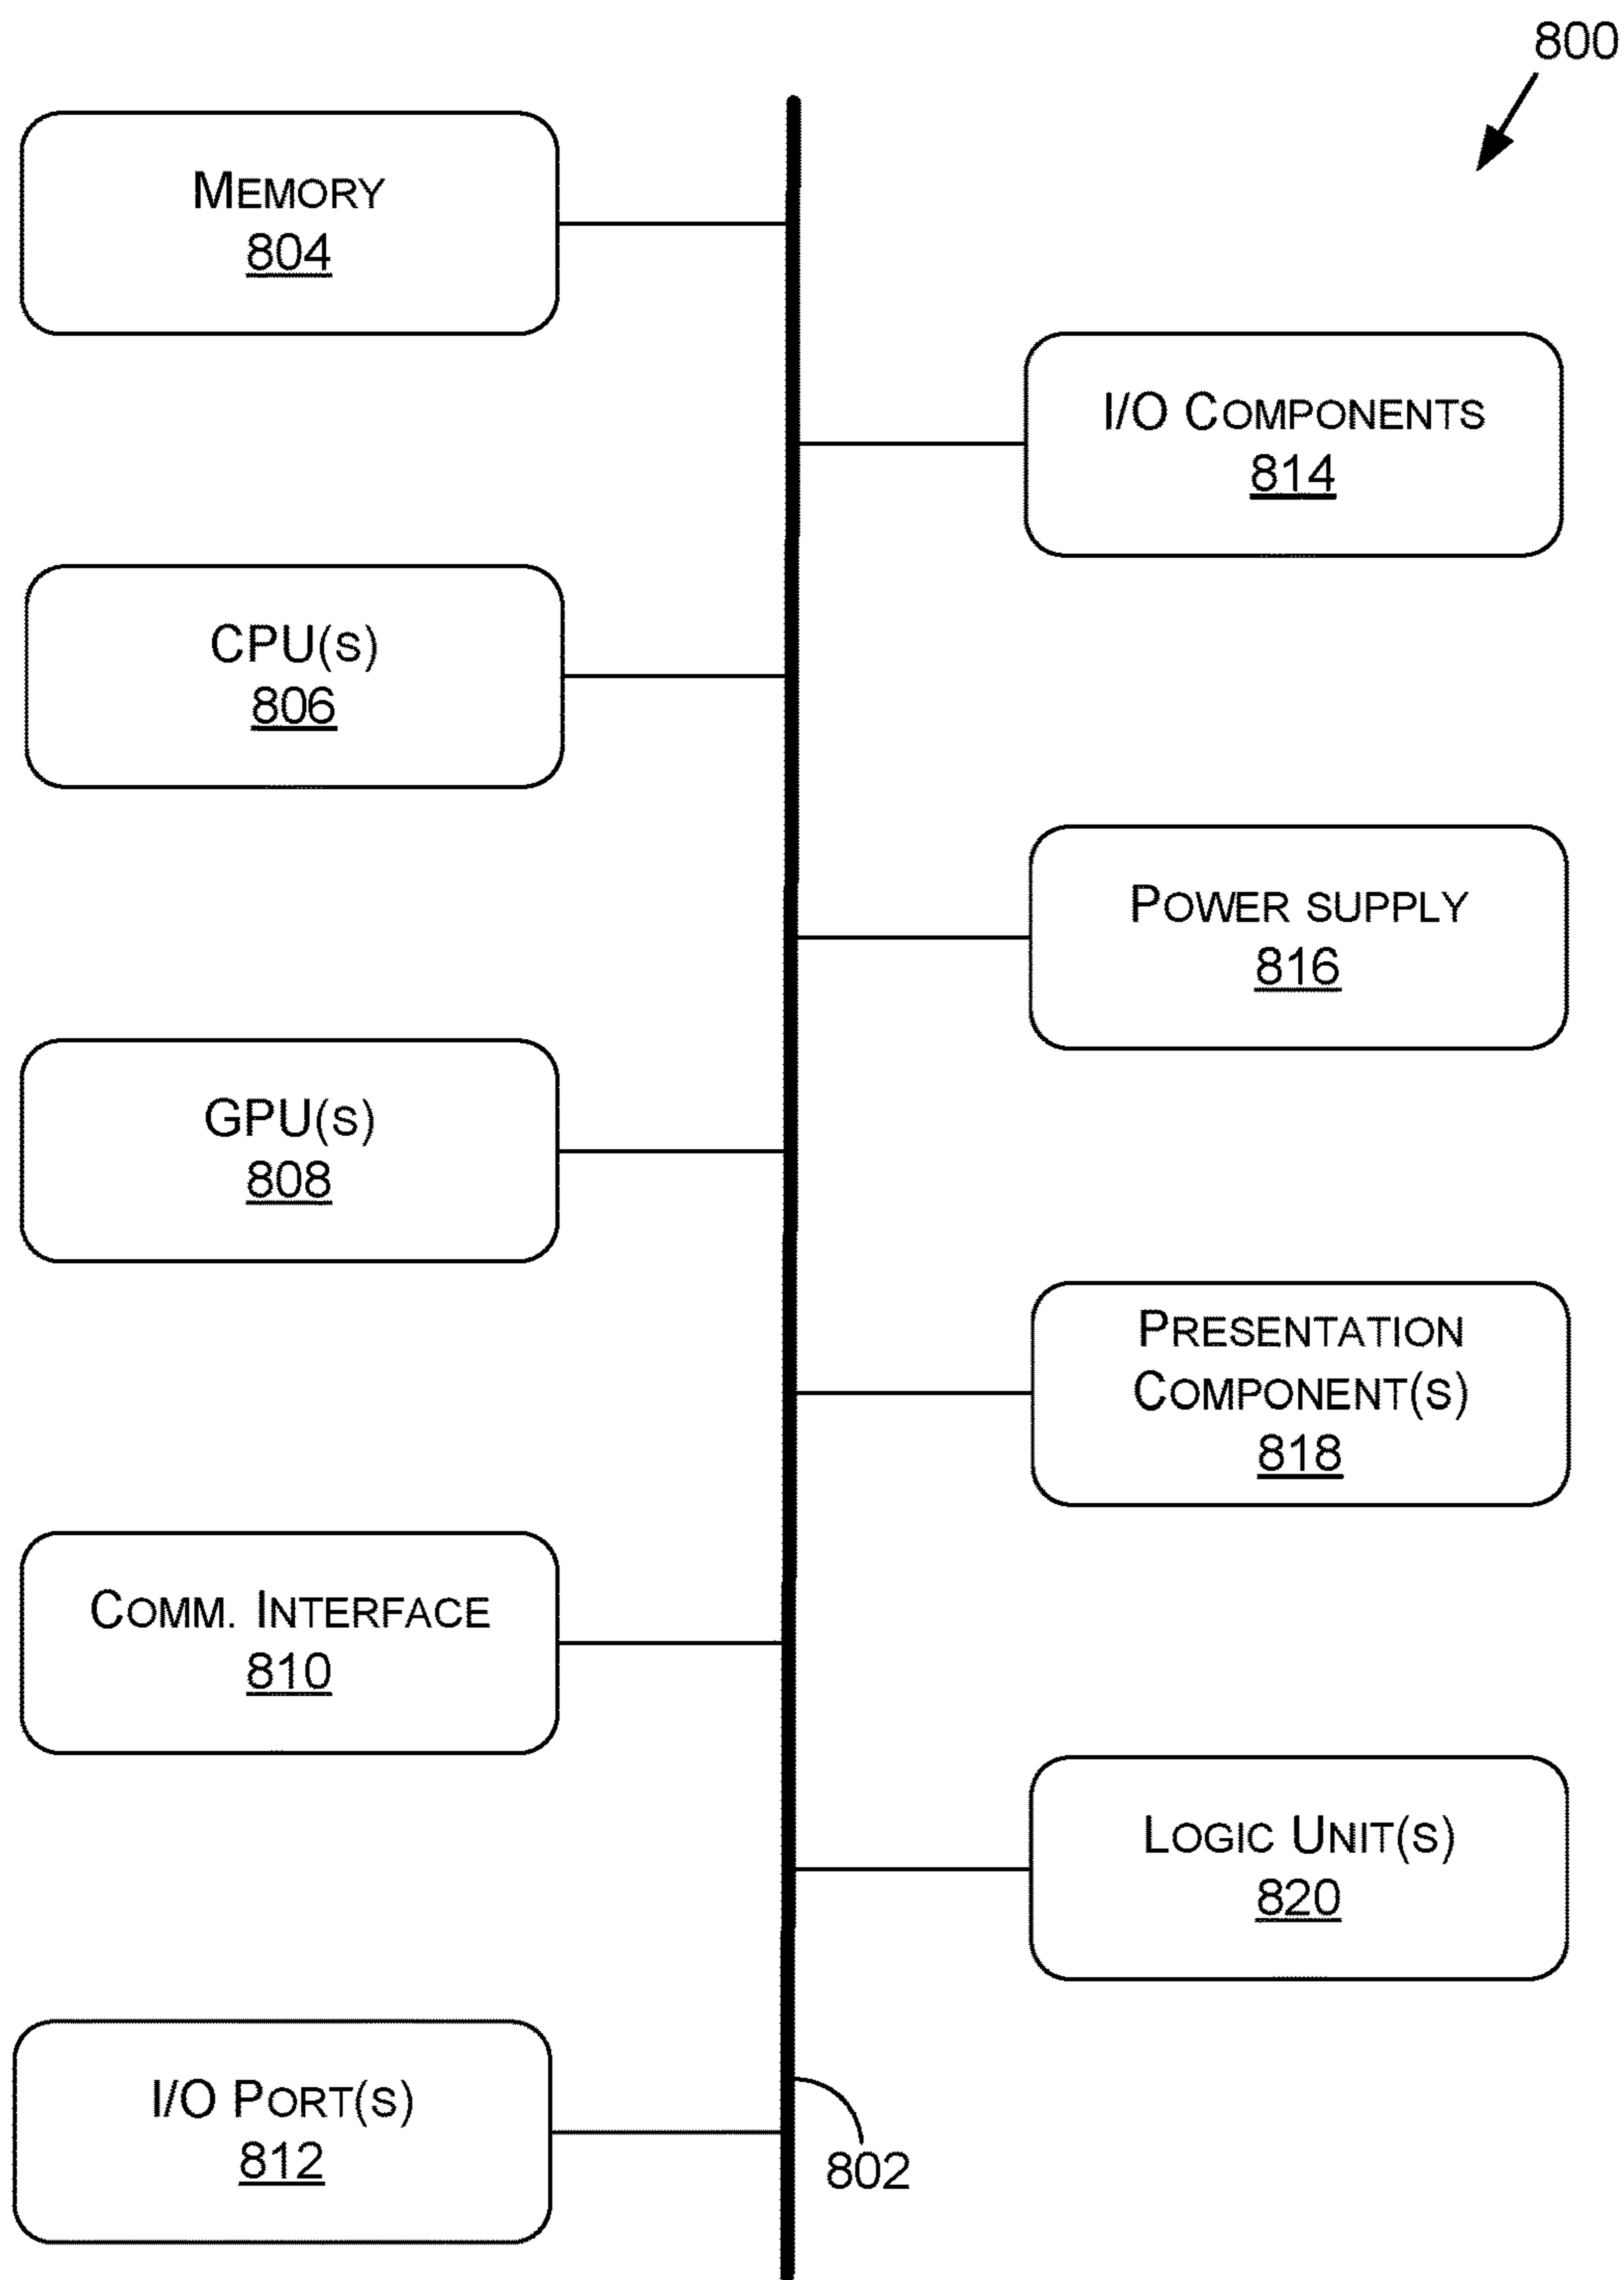 800
MEMORY
804
I/O COMPONENTS
814
CPU(S)
806
POWER SUPPLY
816
GPU(S)
808
PRESENTATION
COMPONENT(S)
818
COMM. INTERFACE
810
LOGIC UNIT(S)
820
I/O PORT(S)
812
802